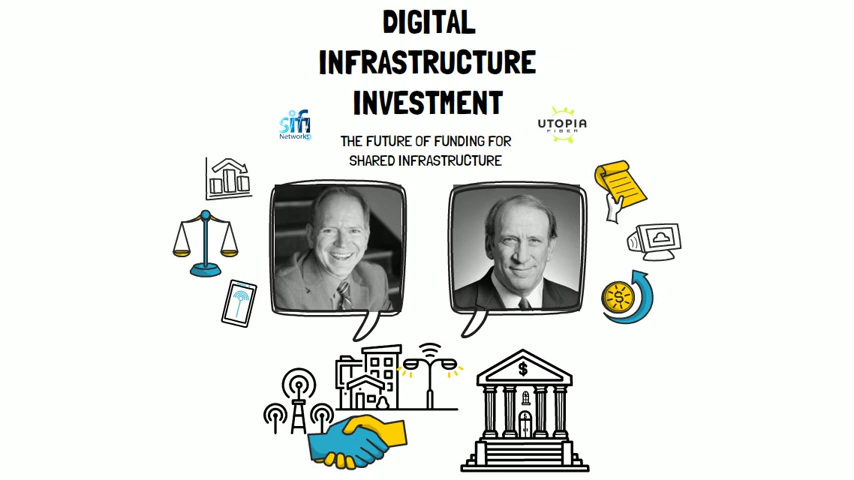 DIGITAL
INFRASTRUCTURE
INVESTMENT
sifi
Networks
UTOPIA
FIBER
THE FUTURE OF FUNDING FOR
SHARED INFRASTRUCTURE
$
$